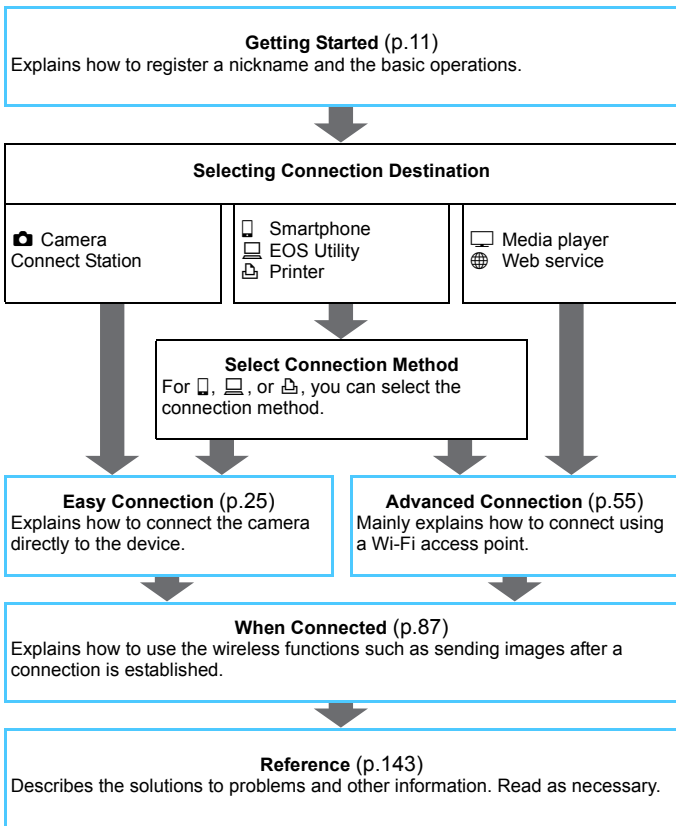 Getting Started (p.11)
Explains how to register a nickname and the basic operations.
Selecting Connection Destination
Camera
Connect Station
Smartphone
EOS Utility
Printer
Media player
Web service
Select Connection Method
For , , or , you can select the
connection method.
Easy Connection (p.25)
Explains how to connect the camera
directly to the device.
Advanced Connection (p.55)
Mainly explains how to connect using
a Wi-Fi access point.
When Connected (p.87)
Explains how to use the wireless functions such as sending images after a
connection is established.
Reference (p.143)
Describes the solutions to problems and other information. Read as necessary.